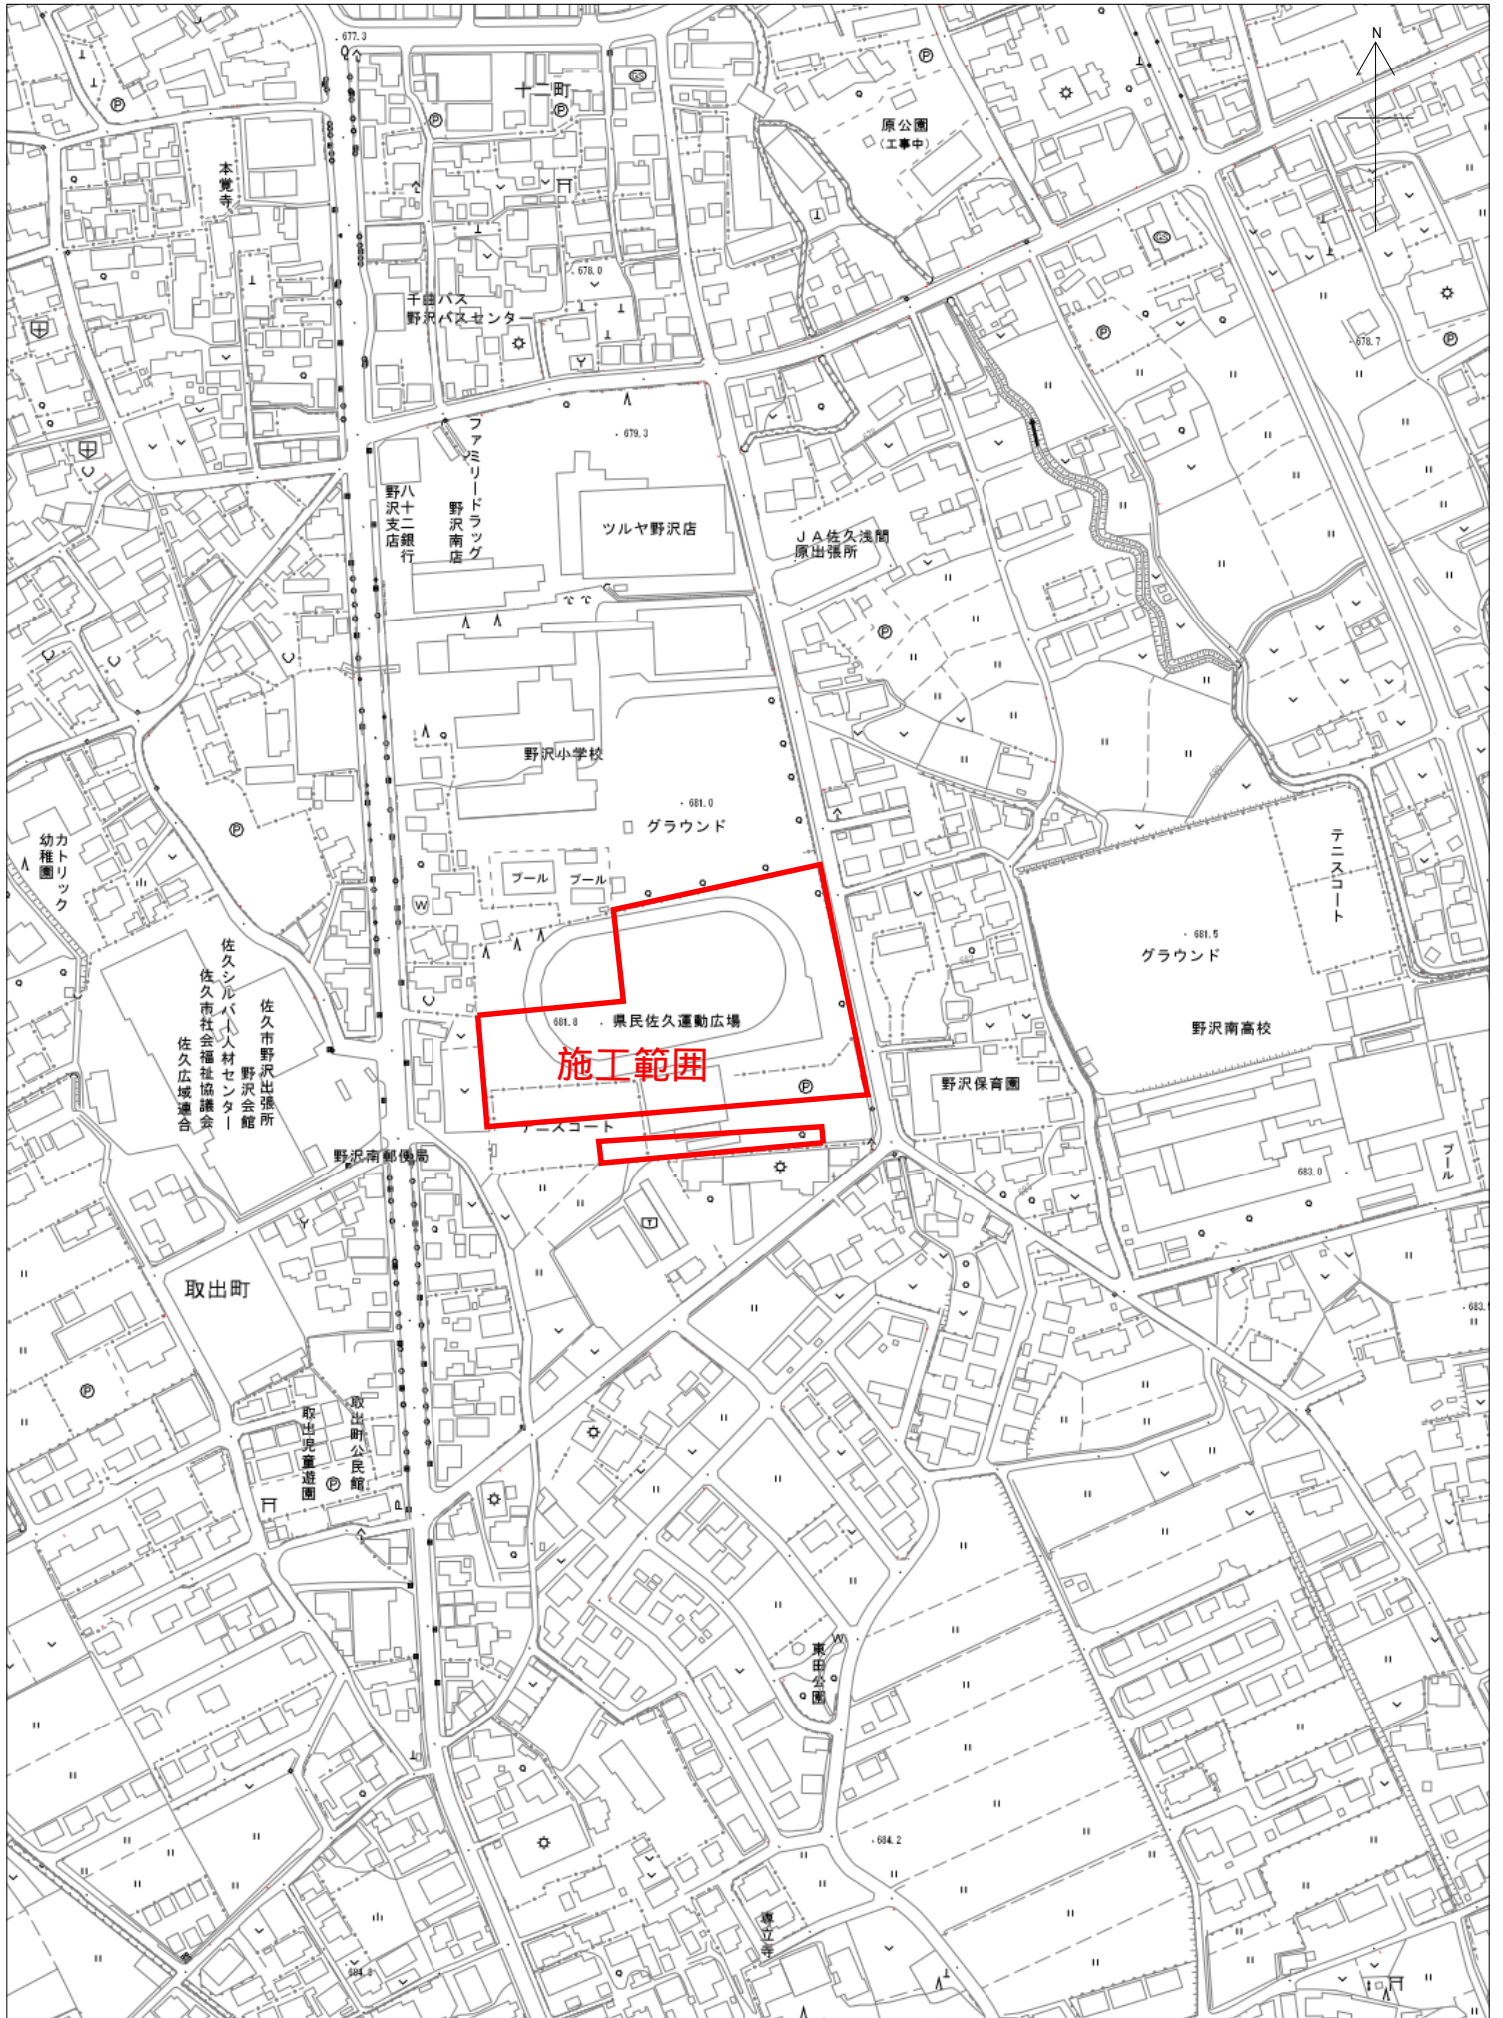 677.3
N
十二町
原公園
(工事中)
本覚寺
678.0
千曲バス
野沢バスセンター
678.7
679.3
ファミリードラッグ
野沢南店
八十二銀行
野沢支店
ツルヤ野沢店
JA佐久浅間
原出張所
野沢小学校
681.0
グラウンド
プール
プール
カトリック
幼稚園
テニスコート
681.5
グラウンド
佐久市野沢出張所
野沢会館
佐久シルバー人材センター
佐久市社会福祉協議会
佐久広域連合
681.8
県民佐久運動広場
施工範囲
野沢南高校
野沢保育園
テニスコート
野沢南郵便局
683.0
プール
取出町
683.
取出町公民館
取出児童遊園
東田公園
684.2
専立寺
684.3